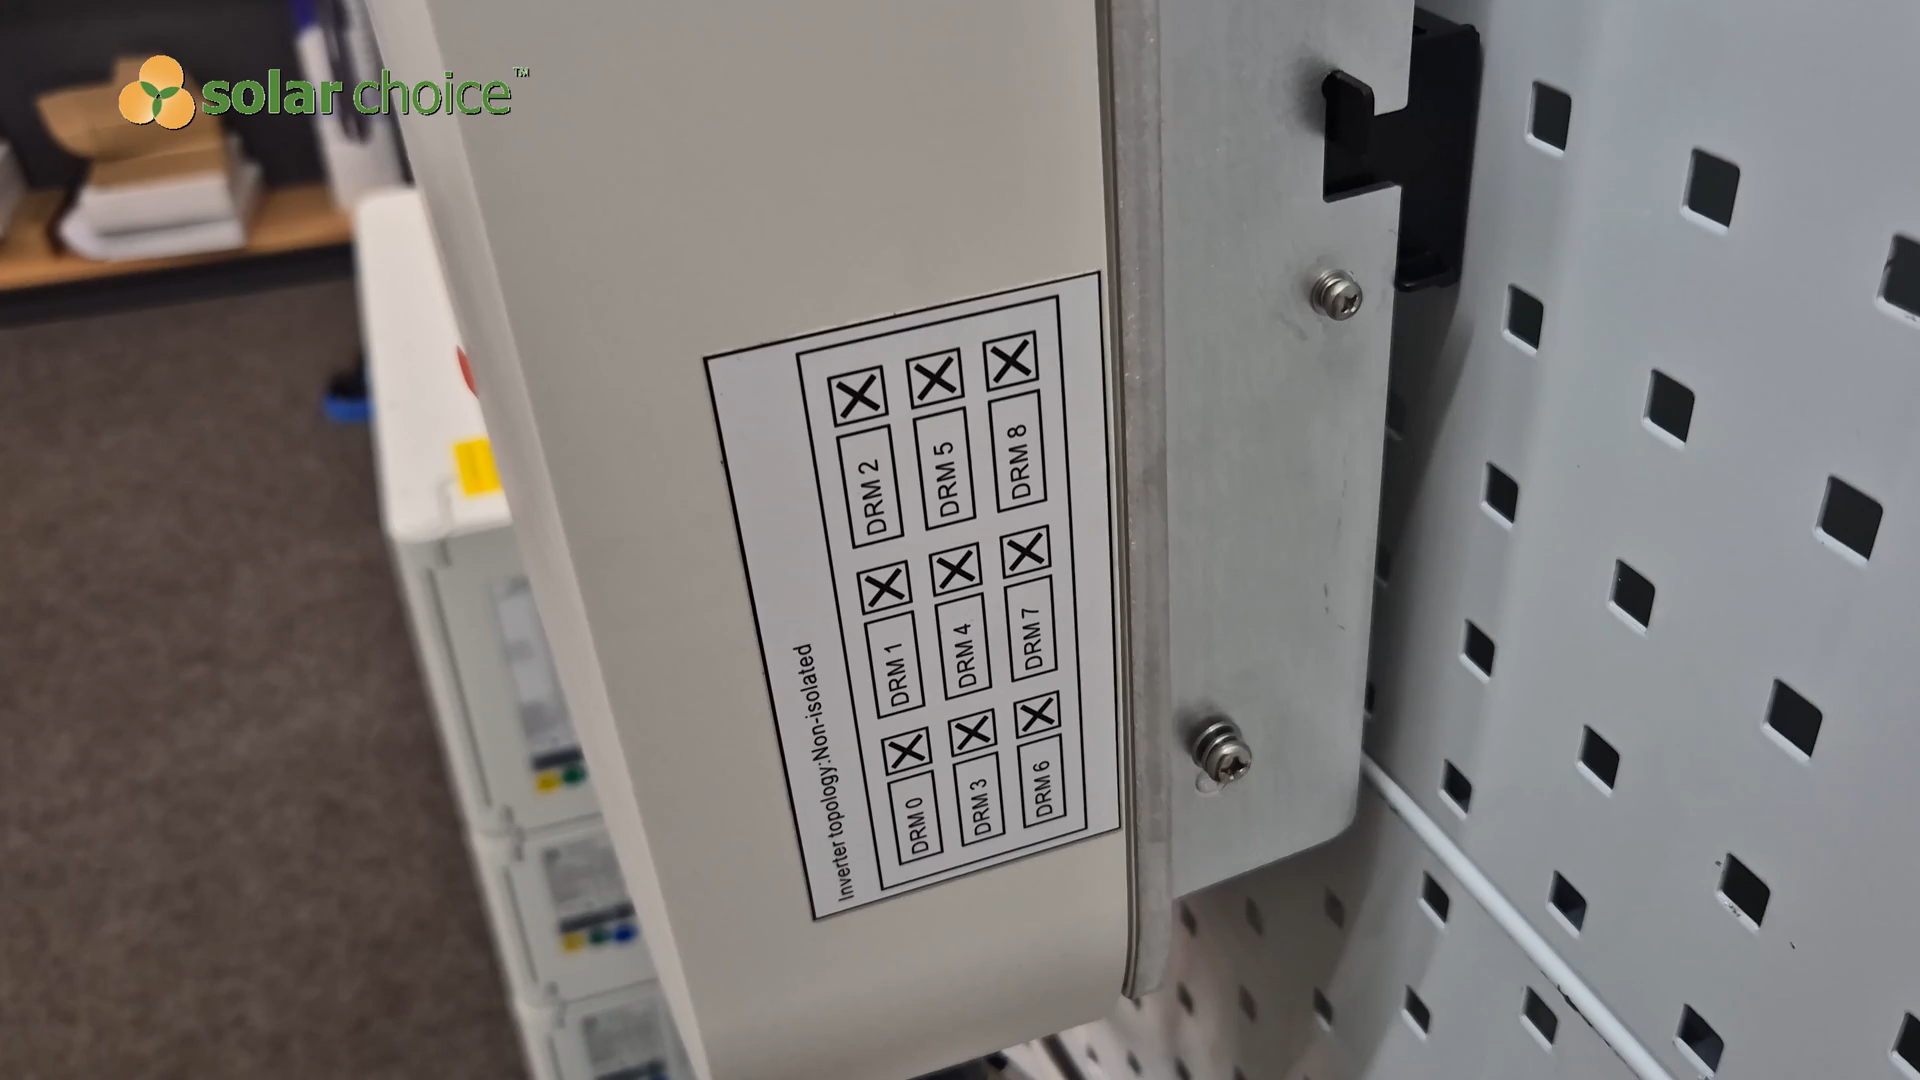 solar choice™
Inverter topology:Non-isolated
DRM 0 ☒ DRM 1 ☒ DRM 2 ☒
DRM 3 ☒ DRM 4 ☒ DRM 5 ☒
DRM 6 ☒ DRM 7 ☒ DRM 8 ☒